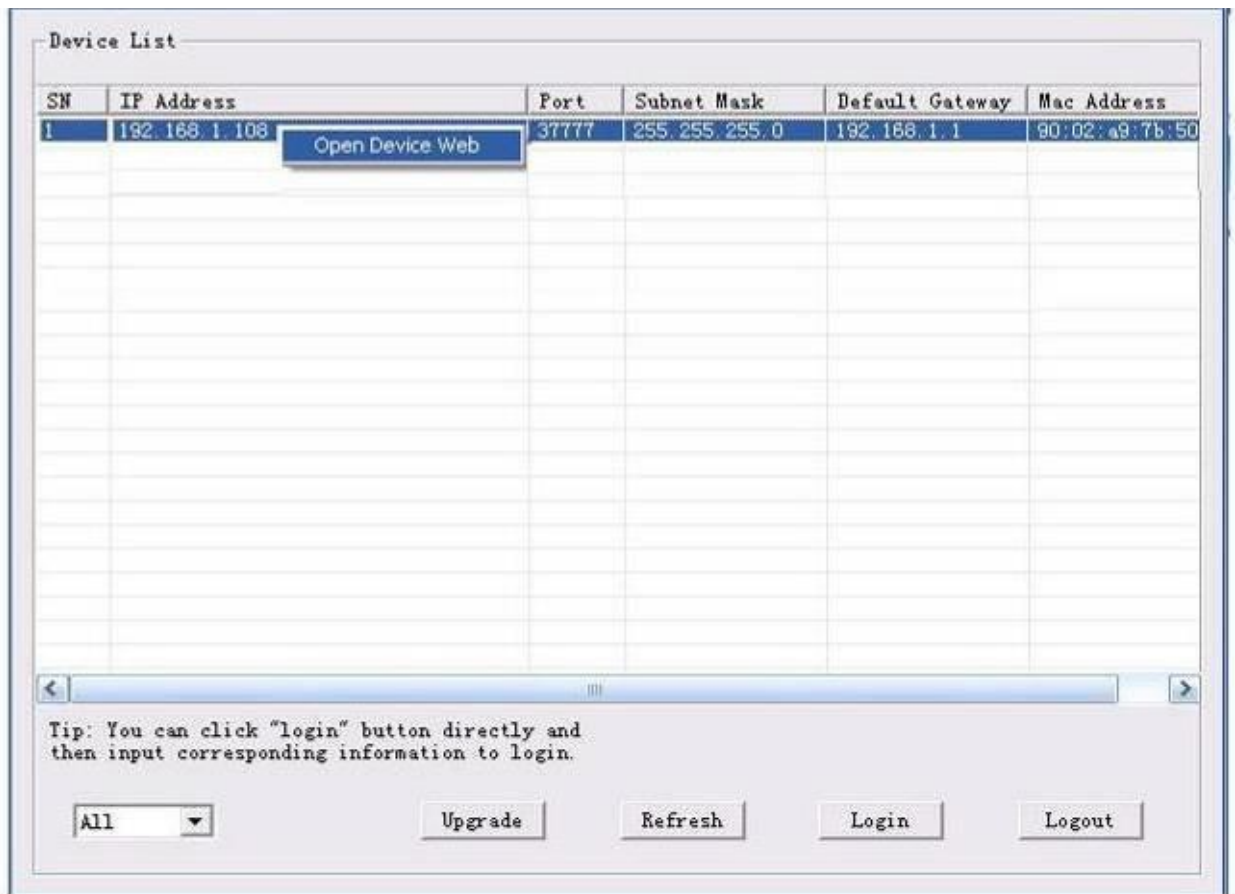 Device List
SN IP Address Port Subnet Mask Default Gateway Mac Address
1 192.168.1.108 37777 255.255.255.0 192.168.1.1 90:02:a9:7b:50
Open Device Web
Tip: You can click "login" button directly and
then input corresponding information to login.
All Upgrade Refresh Login Logout